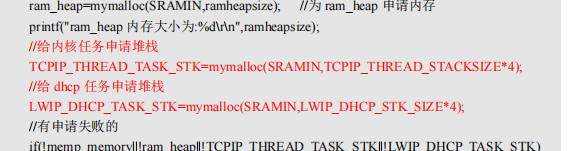 ram_heap=mymalloc(SRAMIN,ramheapsize); //为 ram_heap 申请内存
printf("ram_heap 内存大小为:%d\r\n",ramheapsize);
//给内核任务申请堆栈
TCPIP_THREAD_TASK_STK=mymalloc(SRAMIN,TCPIP_THREAD_STACKSIZE*4);
//给 dhcp 任务申请堆栈
LWIP_DHCP_TASK_STK=mymalloc(SRAMIN,LWIP_DHCP_STK_SIZE*4);
//有申请失败的
if(!memp_memory||!ram_heap||!TCPIP_THREAD_TASK_STK||!LWIP_DHCP_TASK_STK)